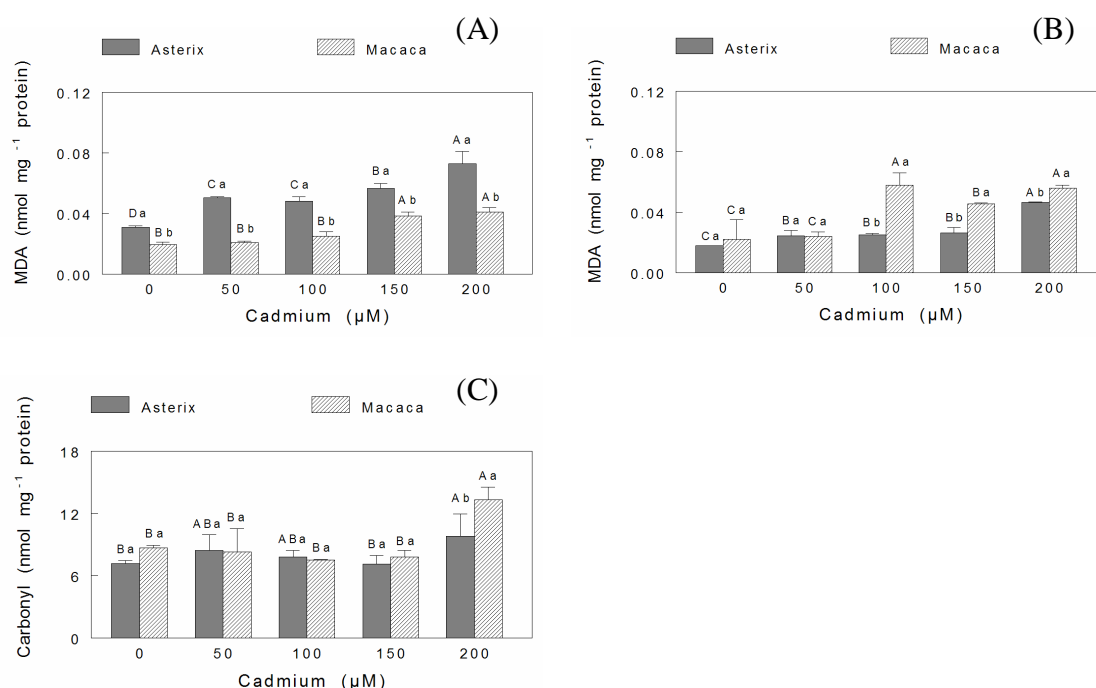 (A)
Asterix Macaca
MDA (nmol mg -1 protein)
0.12
0.08
0.04
0.00
D a B b C a B b C a B b B a A b A a A b
0 50 100 150 200
Cadmium (µM)
(B)
Asterix Macaca
MDA (nmol mg -1 protein)
0.12
0.08
0.04
0.00
C a C a B a C a B b A a B b B a A b A a
0 50 100 150 200
Cadmium (µM)
(C)
Asterix Macaca
Carbonyl (nmol mg -1 protein)
18
12
6
0
B a B a A B a B a A B a B a B a B a A b A a
0 50 100 150 200
Cadmium (µM)